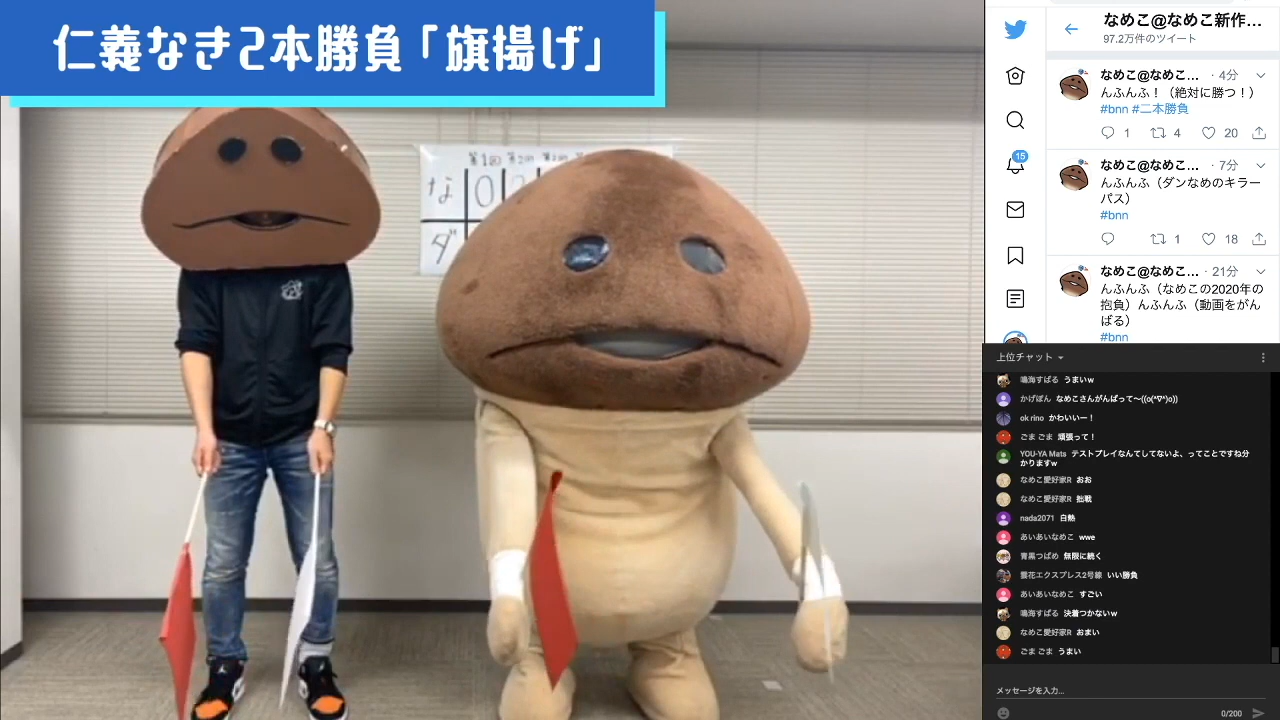 仁義なき2本勝負「旗揚げ」
第1回 第2回
な 0
ダ
なめこ@なめこ新作...
97.2万件のツイート
なめこ@なめこ... · 4分
んふんふ！（絶対に勝つ！）
#bnn #二本勝負
1 4 20
なめこ@なめこ... · 7分
んふんふ（ダンなめのキラー
パス）
#bnn
1 18
なめこ@なめこ... · 21分
んふんふ（なめこの2020年の
抱負）んふんふ（動画をがん
ばる）
#bnn
15
上位チャット
鳴海すばる うまいw
かげぽん なめこさんがんばって〜((o(*∇*)o))
ok rino かわいいー！
ごま ごま 頑張って！
YOU-YA Mats テストプレイなんてしてないよ、ってことですね分
かりますw
なめこ愛好家R おお
なめこ愛好家R 拙戦
nada2071 白熱
あいあいなめこ wwe
青黒つばめ 無限に続く
雲花エクスプレス2号線 いい勝負
あいあいなめこ すごい
鳴海すばる 決着つかないw
なめこ愛好家R おまい
ごま ごま うまい
メッセージを入力...
0/200